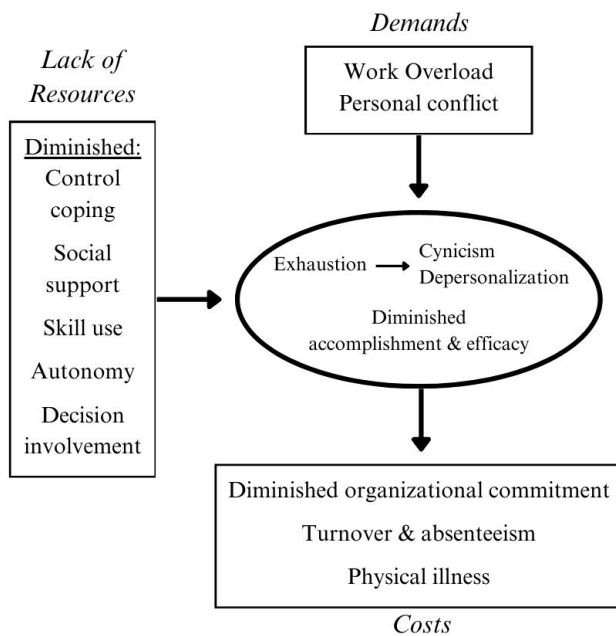 Demands
Work Overload
Personal conflict
Lack of
Resources
Diminished:
Control
coping
Social
support
Skill use
Autonomy
Decision
involvement
Exhaustion
Cynicism
Depersonalization
Diminished
accomplishment & efficacy
Diminished organizational commitment
Turnover & absenteeism
Physical illness
Costs